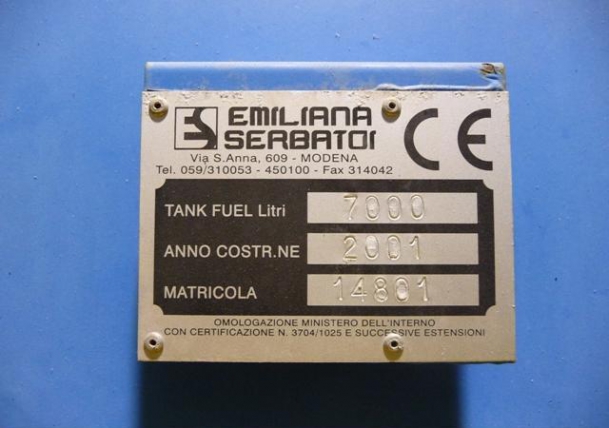 EMILIANA
SERBATOI
CE
Via S.Anna, 609 - MODENA
Tel. 059/310053 - 450100 - Fax 314042
TANK FUEL Litri 7000
ANNO COSTR.NE 2001
MATRICOLA 14801
OMOLOGAZIONE MINISTERO DELL'INTERNO
CON CERTIFICAZIONE N. 3704/1025 E SUCCESSIVE ESTENSIONI